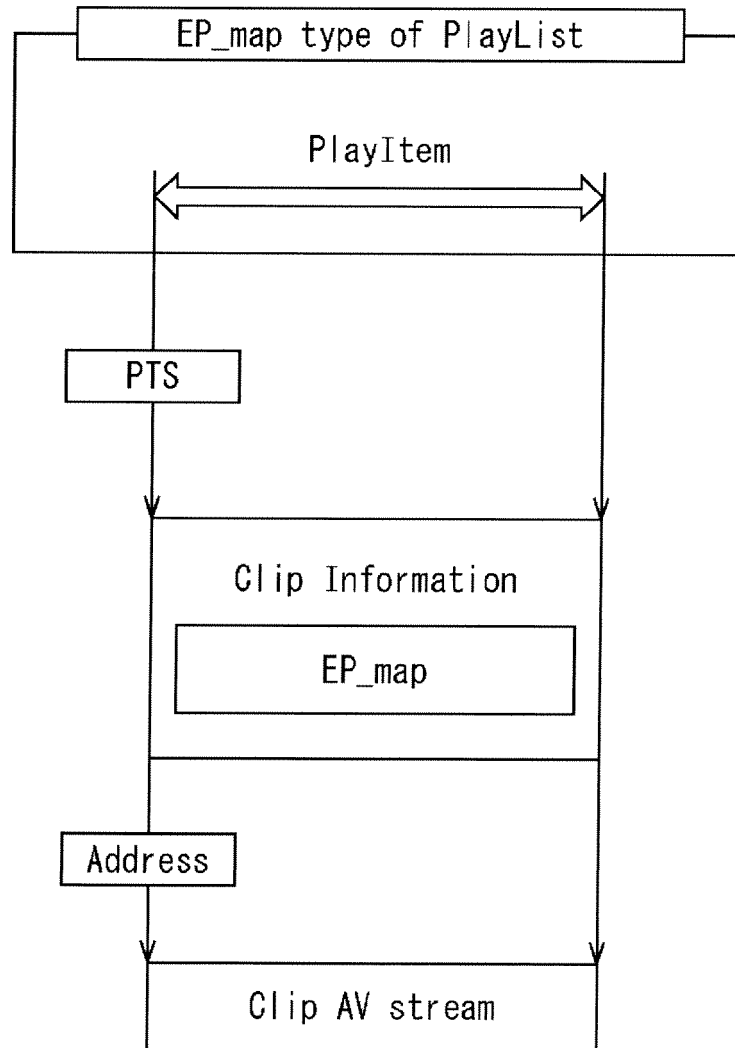 EP_map type of PlayList
PlayItem
PTS
Clip Information
EP_map
Address
Clip AV stream